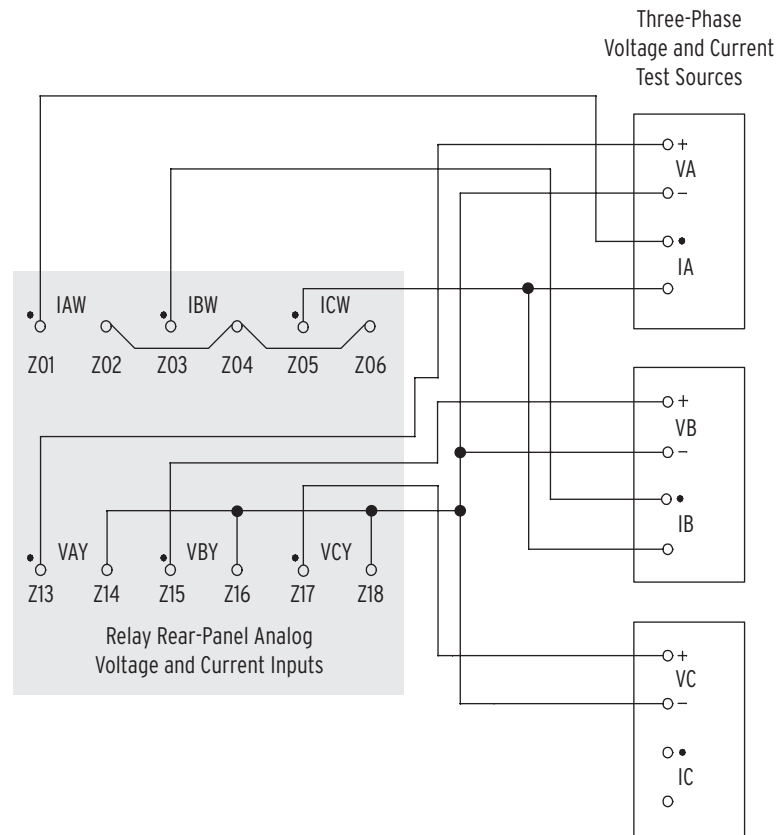 Three-Phase
Voltage and Current
Test Sources
+
VA
–
IA
IAW IBW ICW
Z01 Z02 Z03 Z04 Z05 Z06
+
VB
–
IB
VAY VBY VCY
Z13 Z14 Z15 Z16 Z17 Z18
Relay Rear-Panel Analog
Voltage and Current Inputs
+
VC
–
IC